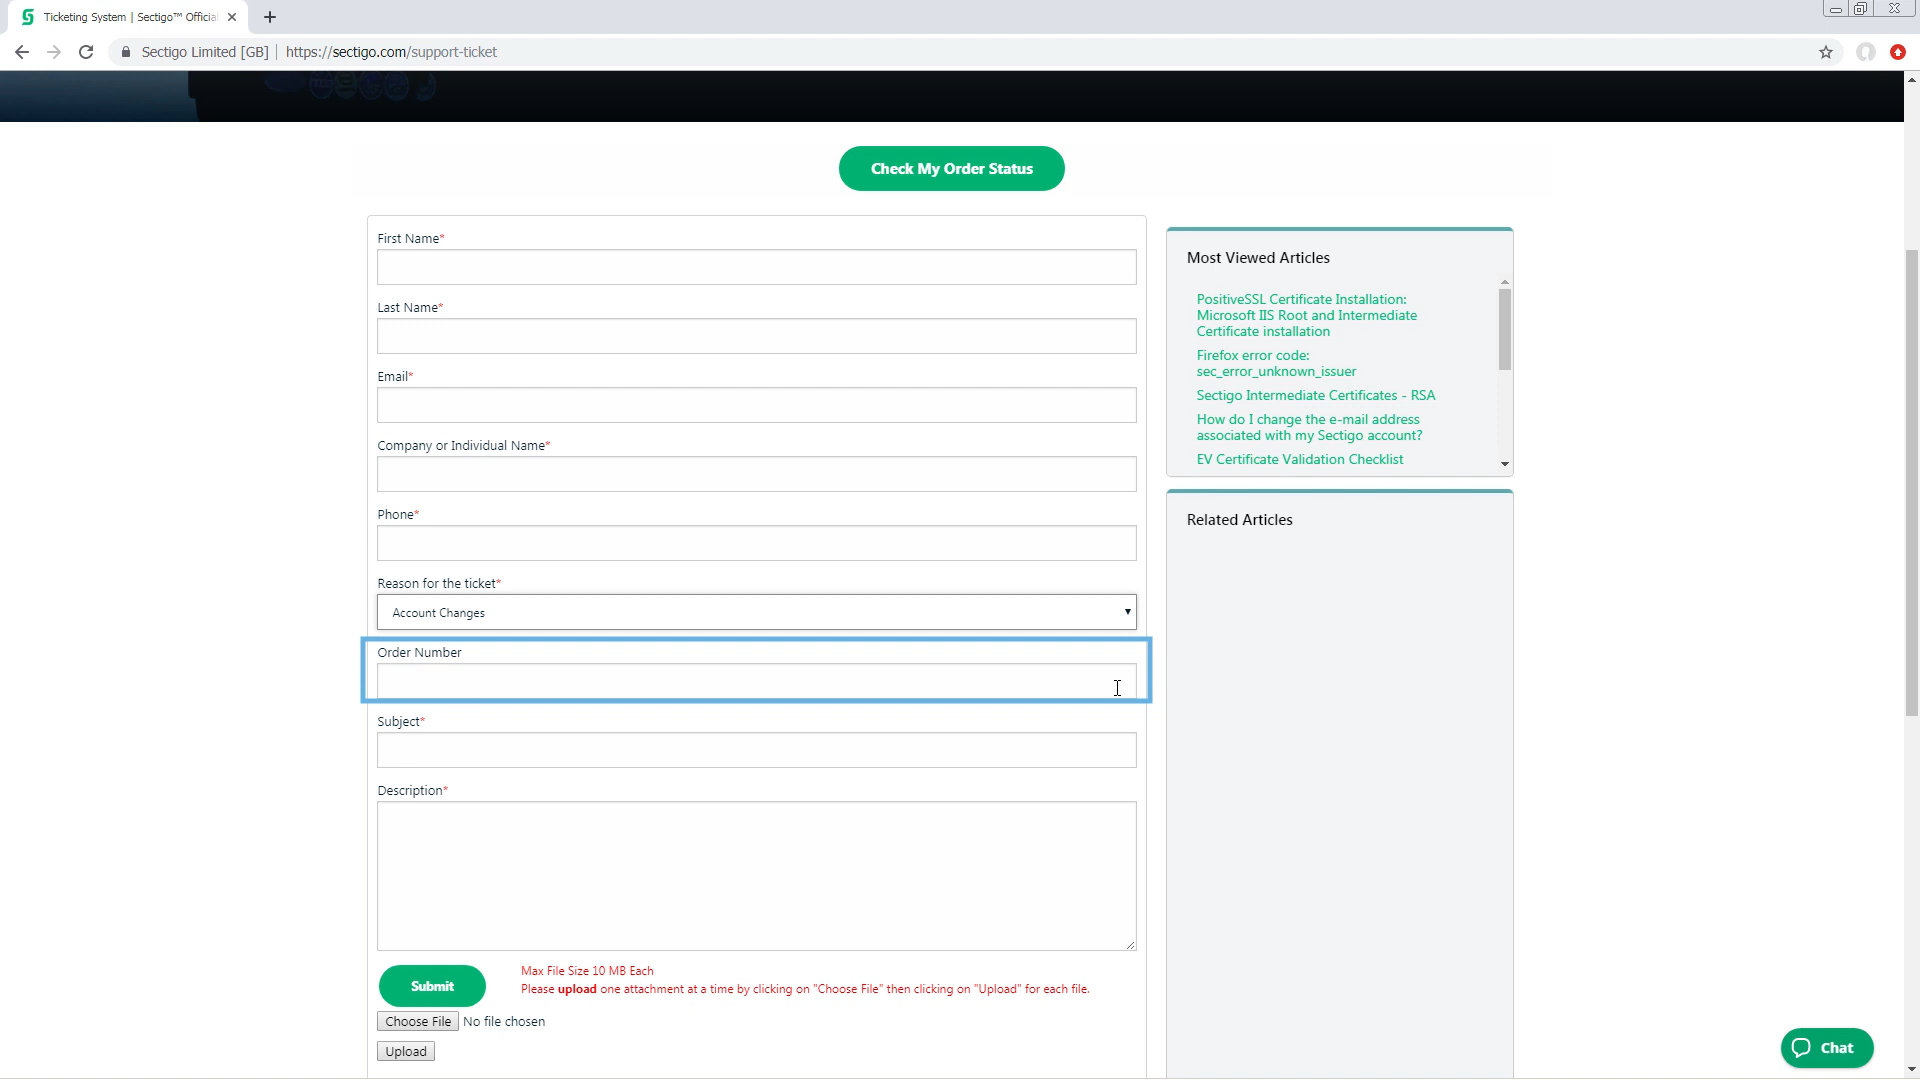 Ticketing System | Sectigo™ Official
Sectigo Limited [GB] | https://sectigo.com/support-ticket
Check My Order Status
First Name*
Last Name*
Email*
Company or Individual Name*
Phone*
Reason for the ticket*
Account Changes
Order Number
Subject*
Description*
Submit
Max File Size 10 MB Each
Please upload one attachment at a time by clicking on "Choose File" then clicking on "Upload" for each file.
Choose File No file chosen
Upload
Most Viewed Articles
PositiveSSL Certificate Installation:
Microsoft IIS Root and Intermediate
Certificate installation
Firefox error code:
sec_error_unknown_issuer
Sectigo Intermediate Certificates - RSA
How do I change the e-mail address
associated with my Sectigo account?
EV Certificate Validation Checklist
Related Articles
Chat